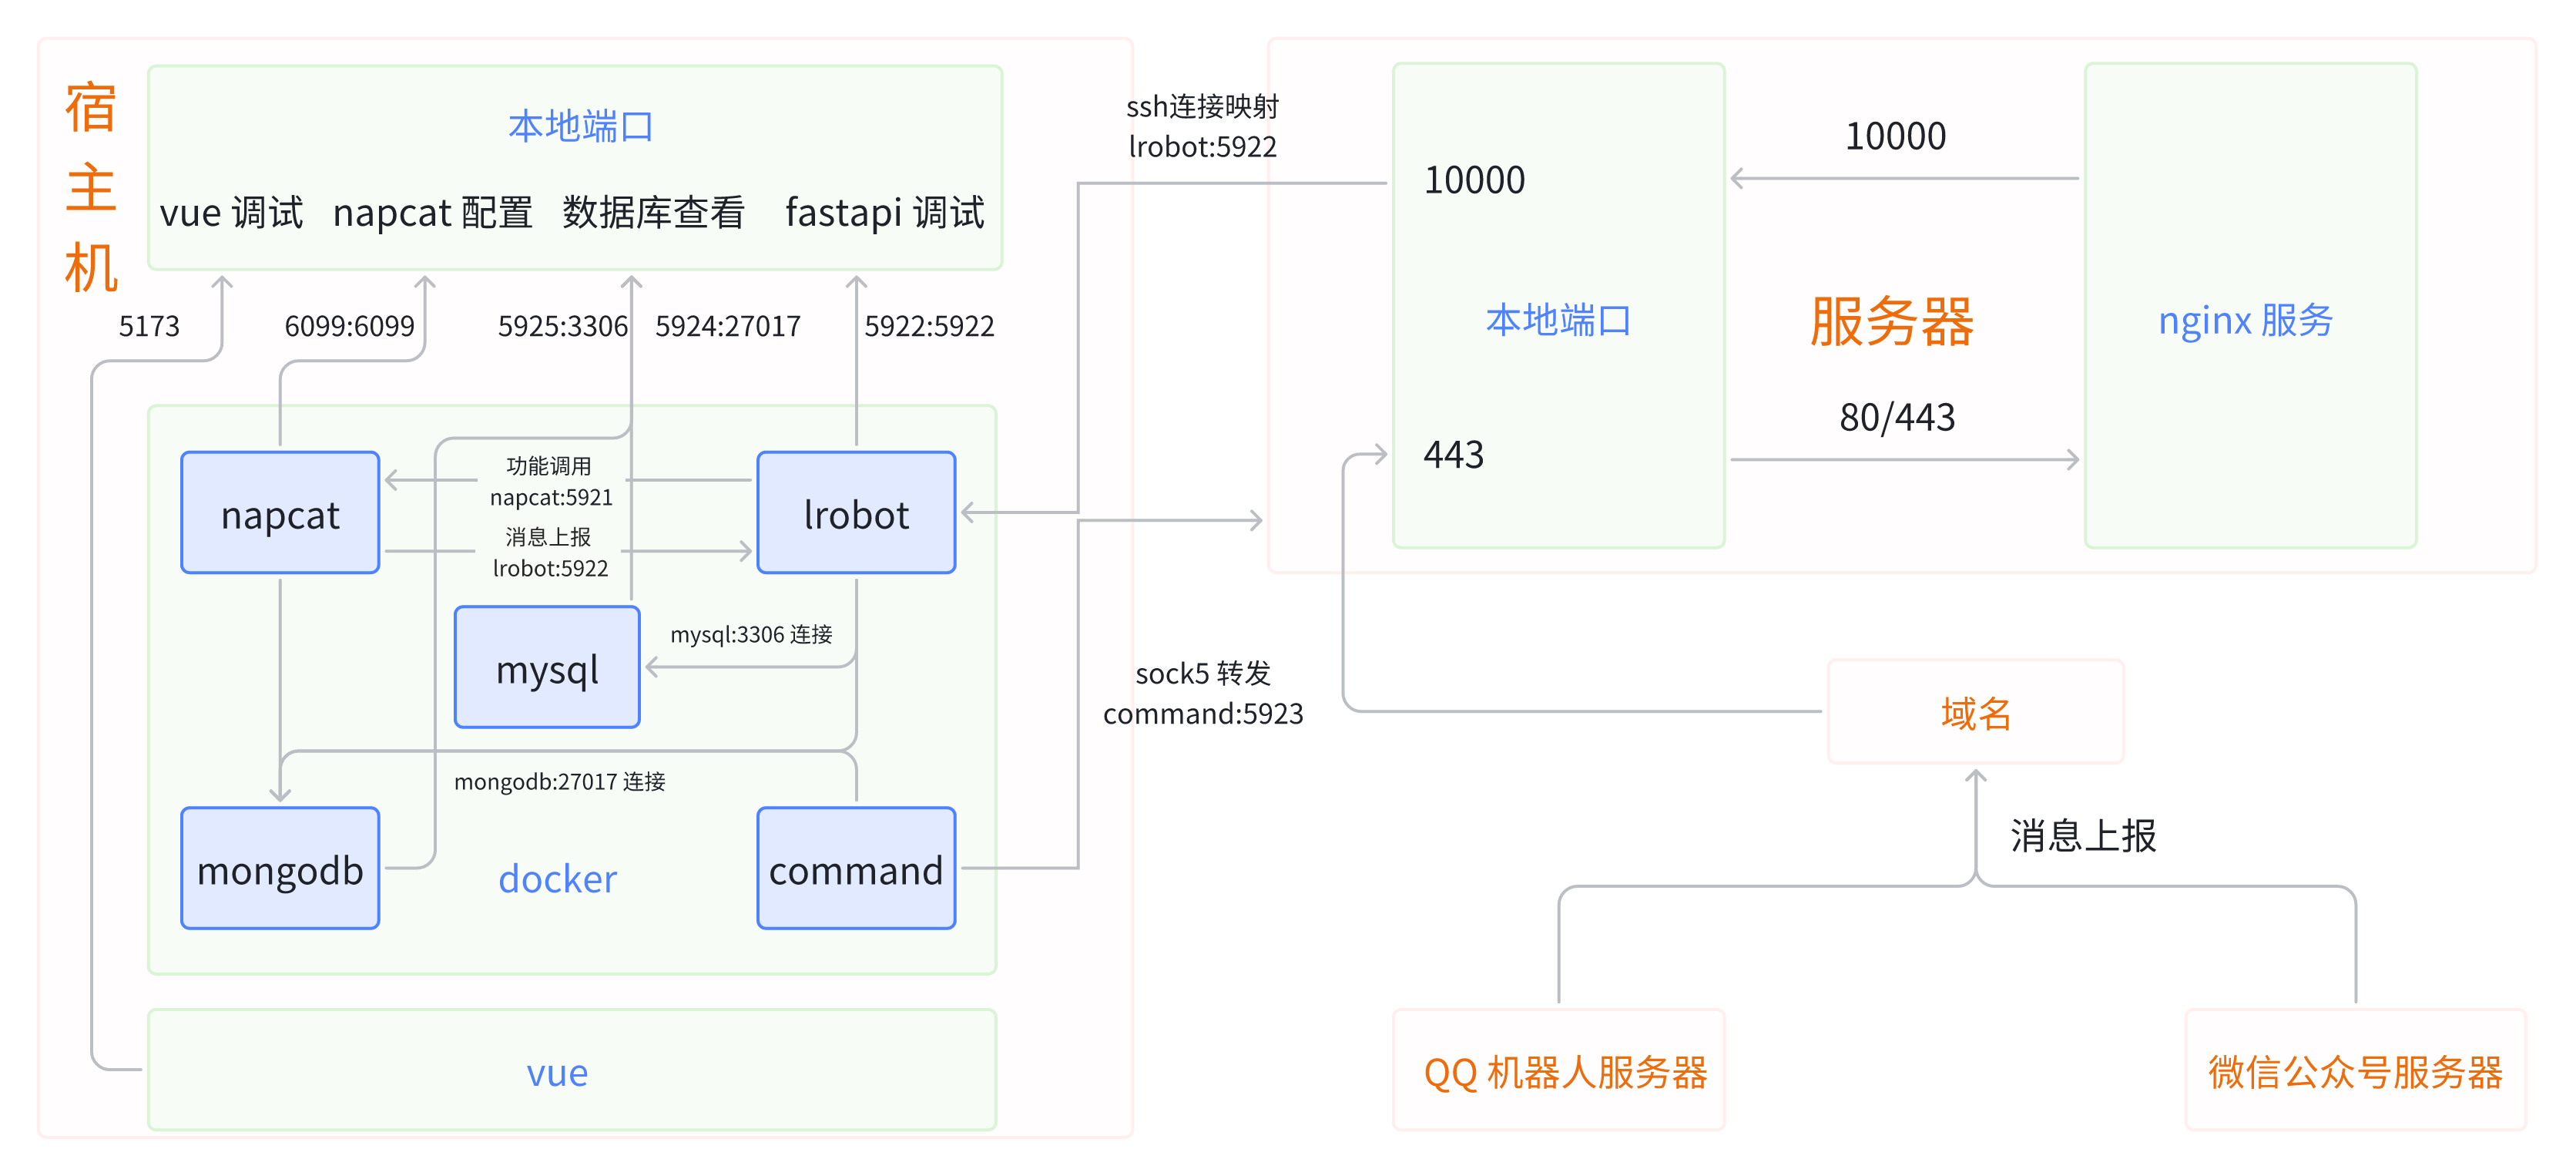 宿主机
本地端口
vue 调试
napcat 配置
数据库查看
fastapi 调试
5173
6099:6099
5925:3306
5924:27017
5922:5922
napcat
功能调用
napcat:5921
消息上报
lrobot:5922
lrobot
mysql
mysql:3306 连接
mongodb:27017 连接
mongodb
docker
command
vue
ssh连接映射
lrobot:5922
sock5 转发
command:5923
10000
本地端口
443
10000
服务器
80/443
nginx 服务
域名
消息上报
QQ 机器人服务器
微信公众号服务器